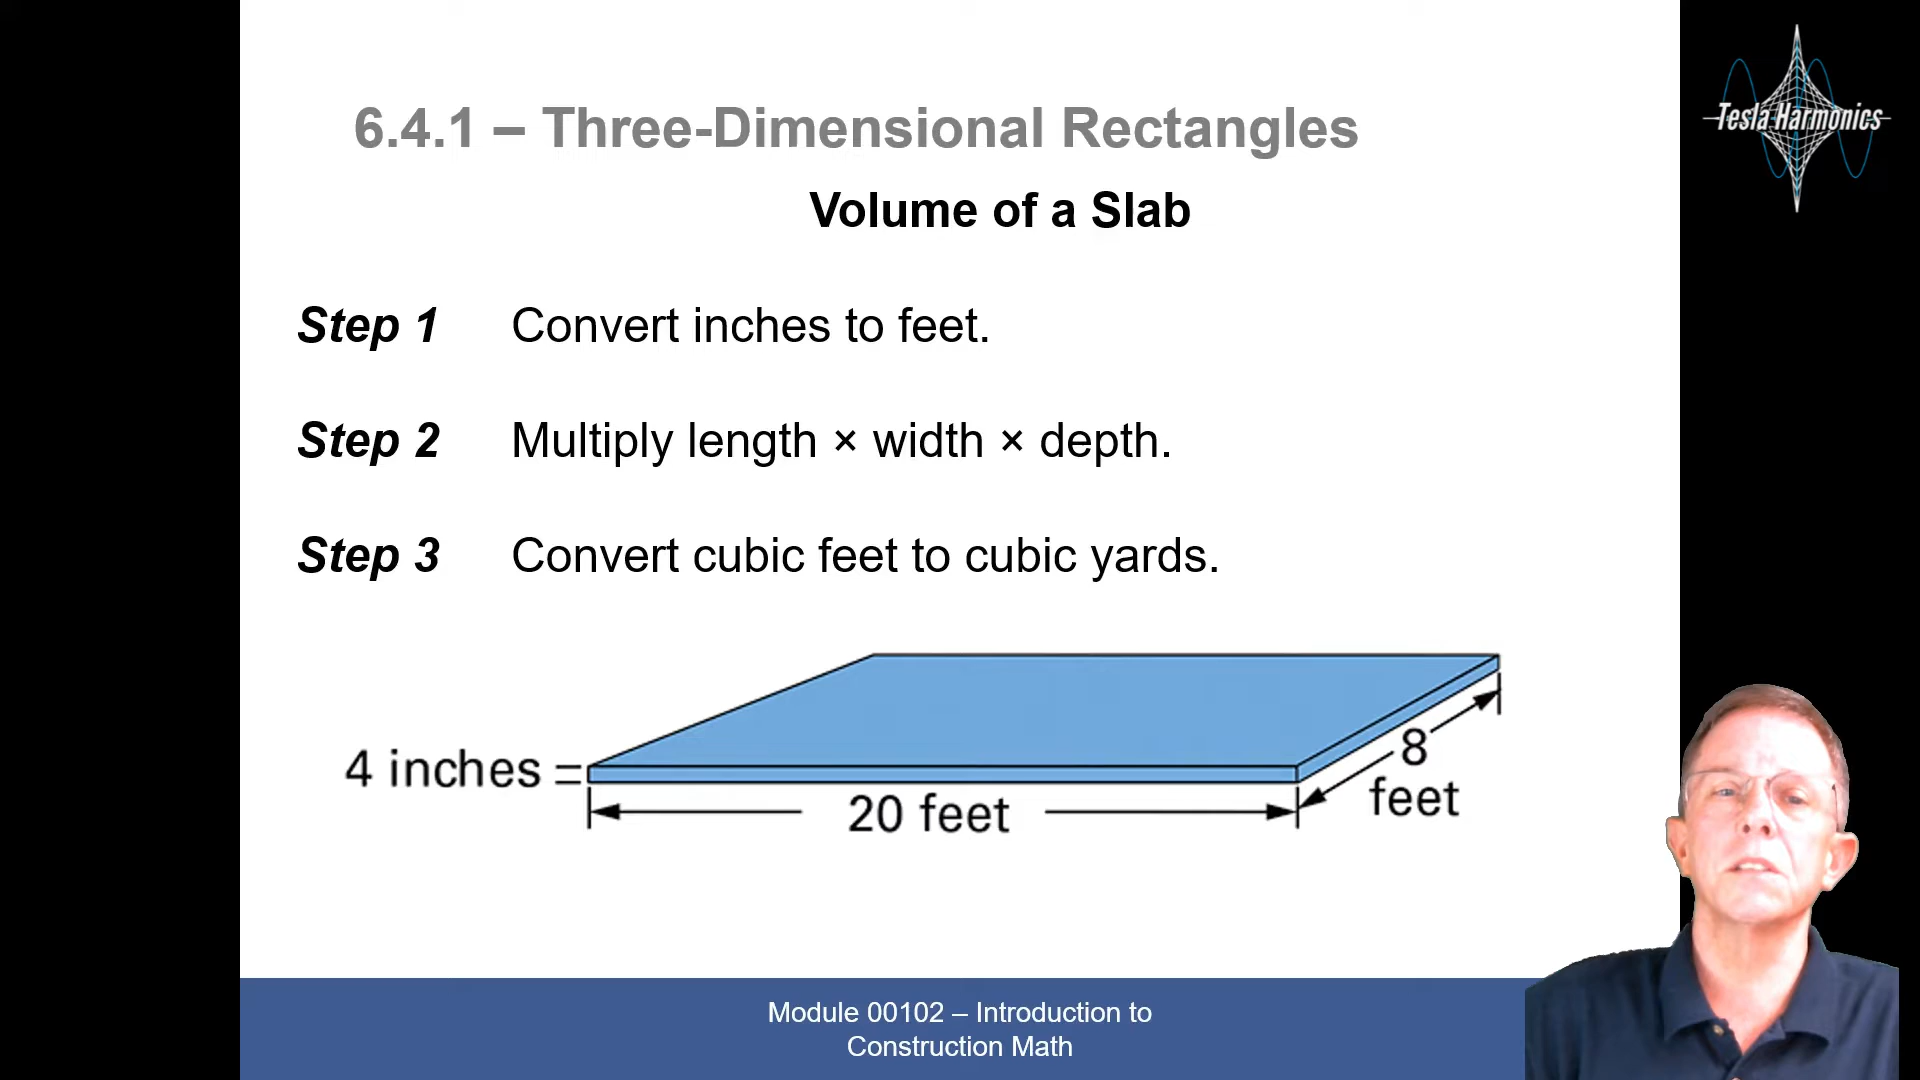 6.4.1 – Three-Dimensional Rectangles
Tesla Harmonics
Volume of a Slab
Step 1 Convert inches to feet.
Step 2 Multiply length × width × depth.
Step 3 Convert cubic feet to cubic yards.
4 inches
20 feet
8
feet
Module 00102 – Introduction to
Construction Math